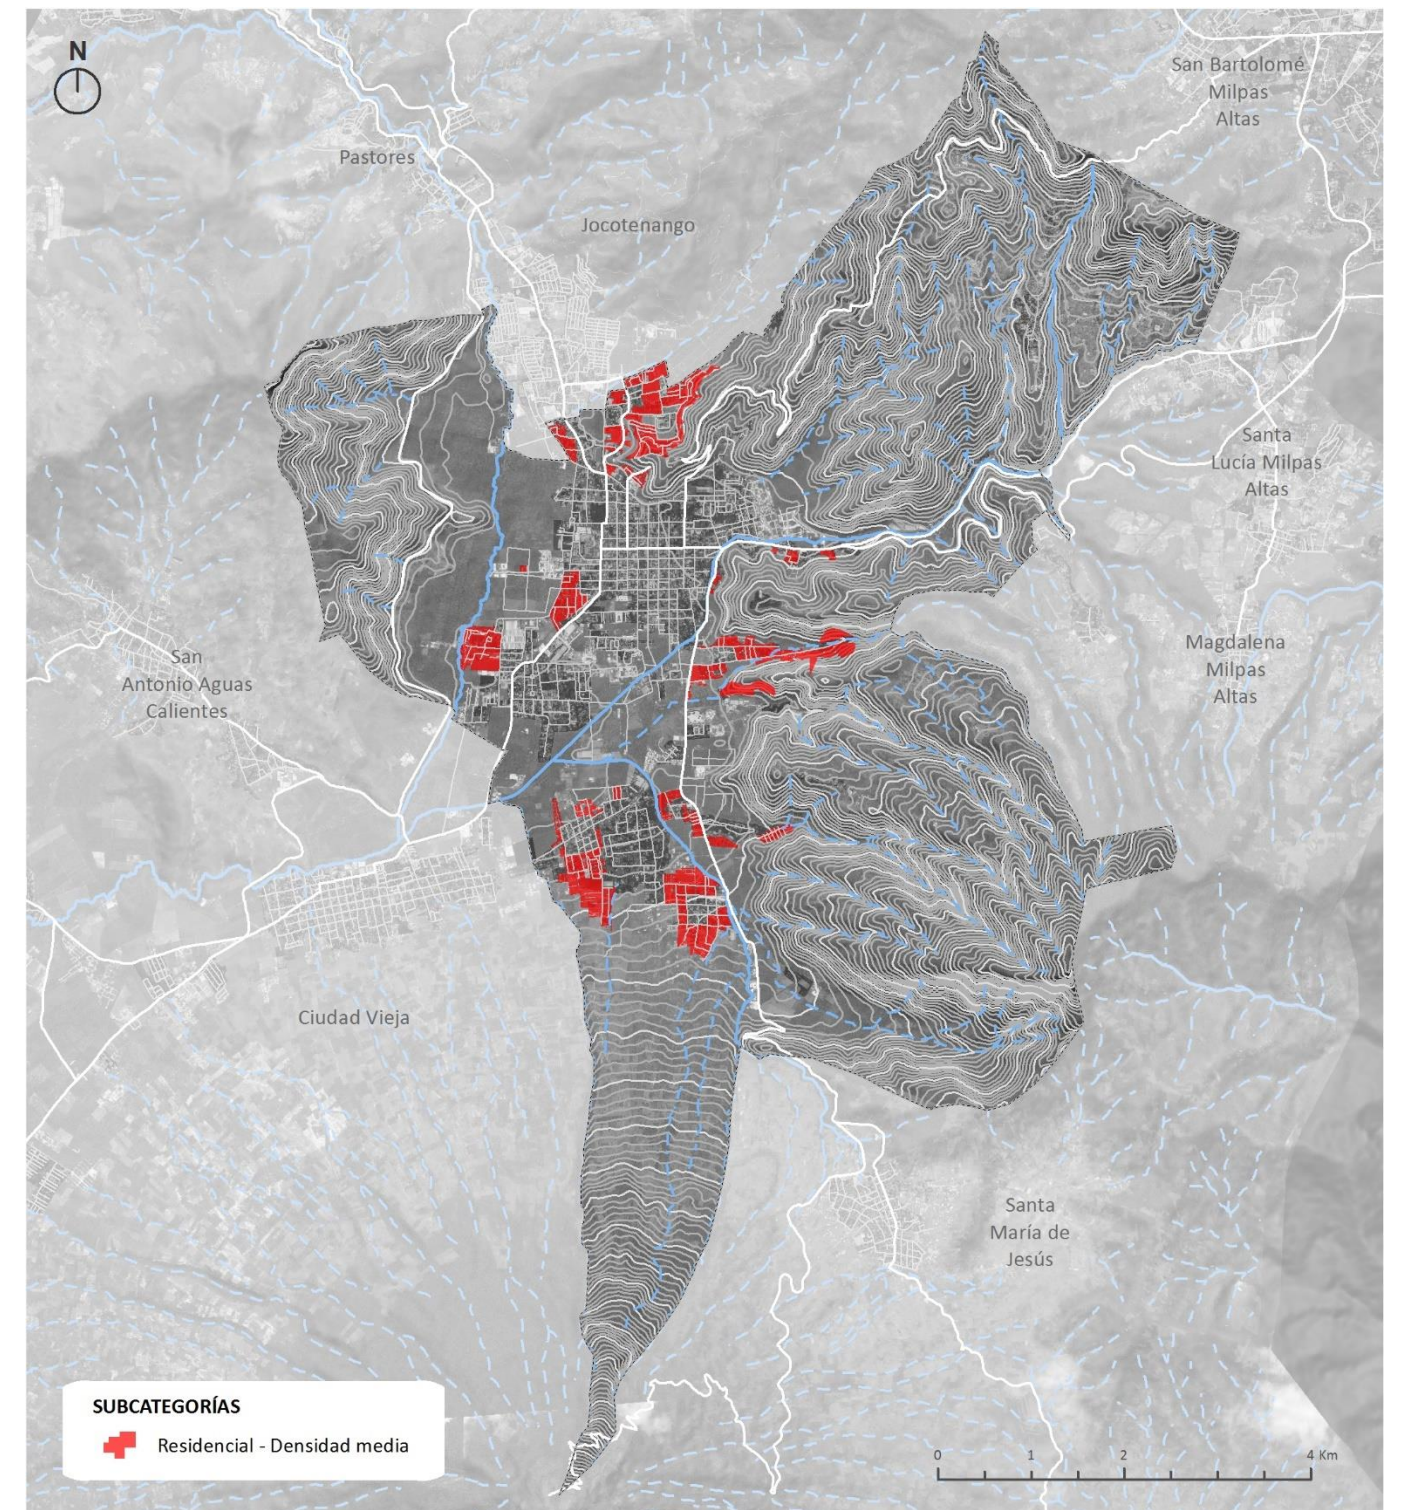 N
San Bartolomé
Milpas
Altas
Pastores
Jocotenango
Santa
Lucía Milpas
Altas
San
Antonio Aguas
Calientes
Magdalena
Milpas
Altas
Ciudad Vieja
Santa
María de
Jesús
SUBCATEGORÍAS
Residencial - Densidad media
0 1 2 4 Km